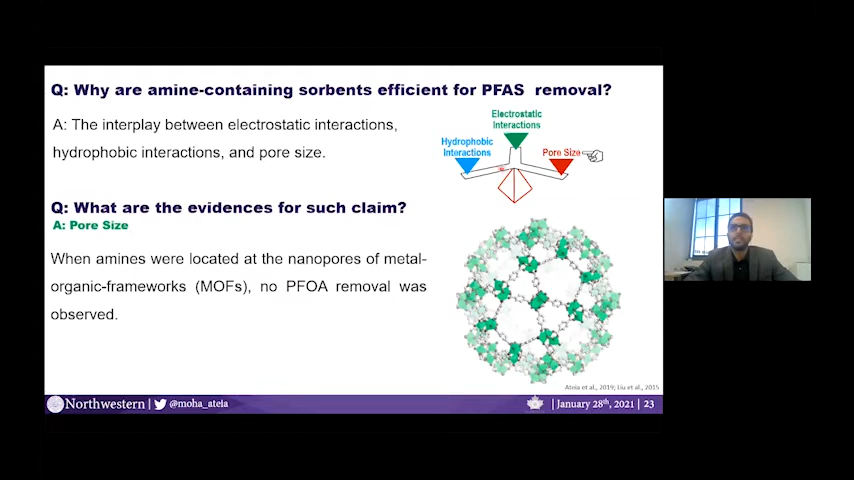 Q: Why are amine-containing sorbents efficient for PFAS removal?
A: The interplay between electrostatic interactions,
hydrophobic interactions, and pore size.
Electrostatic
Interactions
Hydrophobic
Interactions
Pore Size
Q: What are the evidences for such claim?
A: Pore Size
When amines were located at the nanopores of metal-
organic-frameworks (MOFs), no PFOA removal was
observed.
Ateia et al., 2019; Liu et al., 2015
Northwestern | @moha_ateia
| January 28th, 2021 | 23